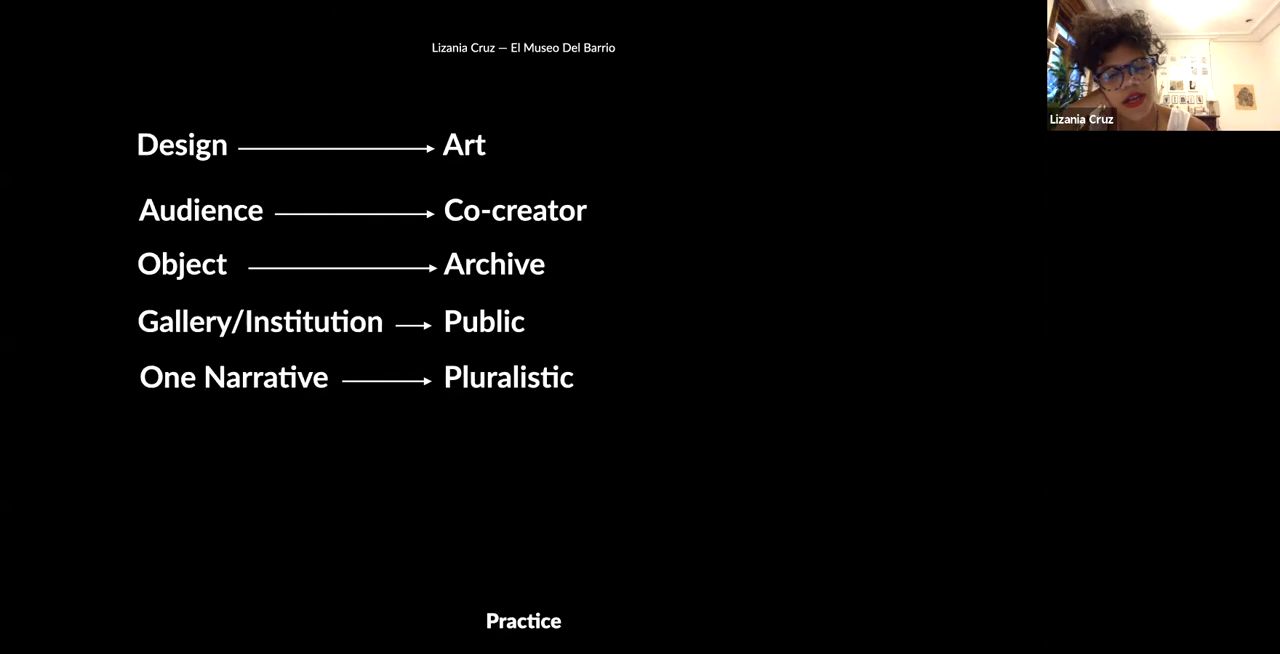 Lizania Cruz — El Museo Del Barrio
Lizania Cruz
Design → Art
Audience → Co-creator
Object → Archive
Gallery/Institution → Public
One Narrative → Pluralistic
Practice